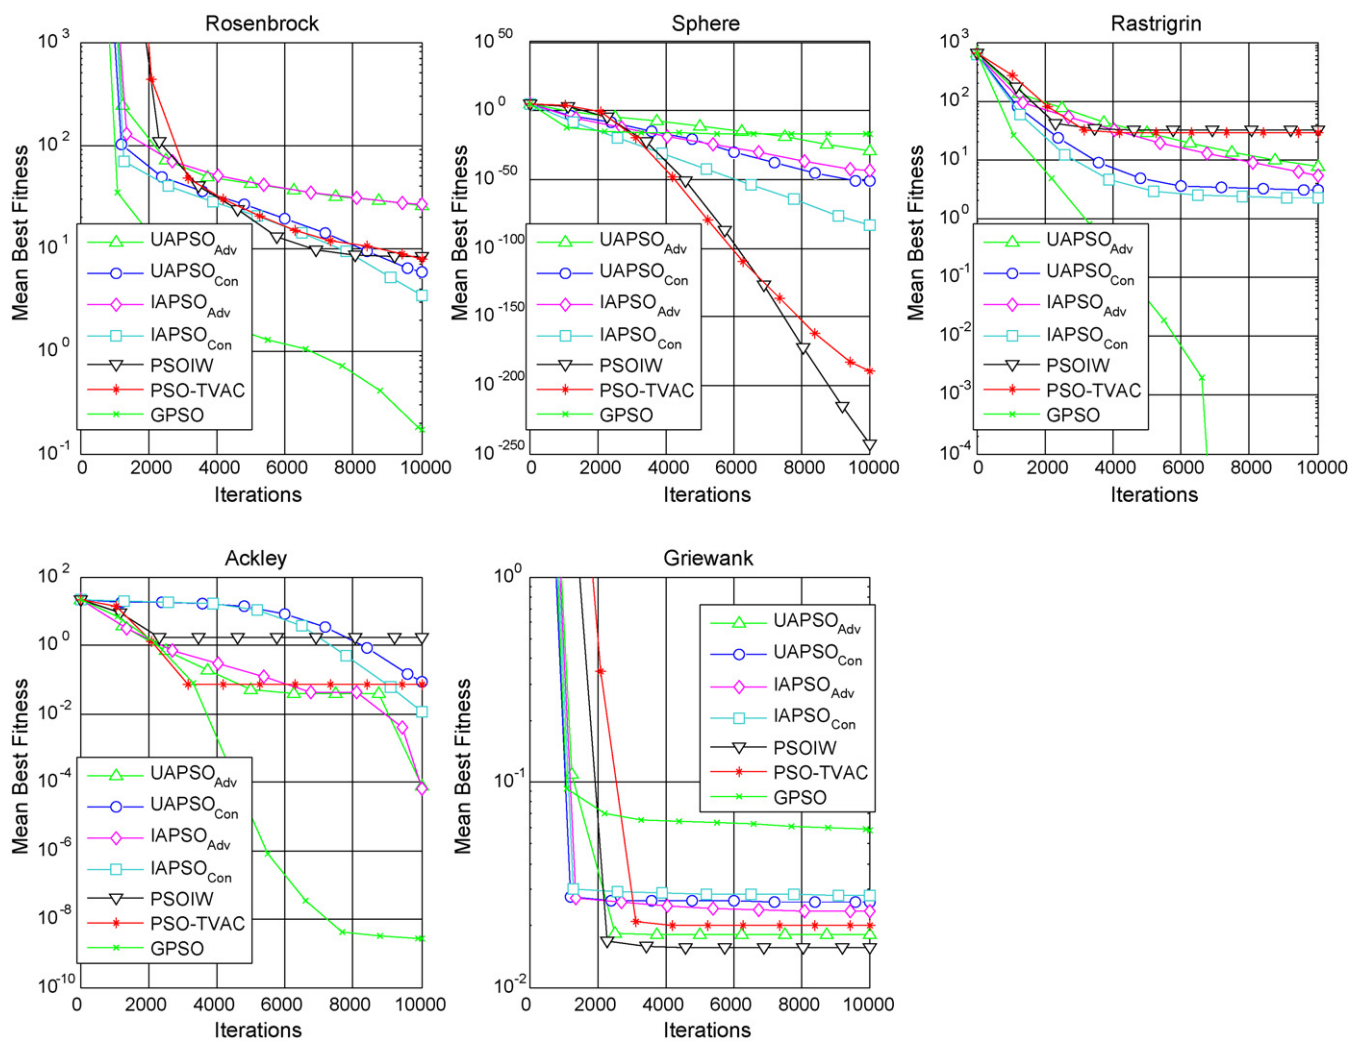 Rosenbrock
10^3
10^2
10^1
10^0
10^-1
Mean Best Fitness
UAPSO_Adv
UAPSO_Con
IAPSO_Adv
IAPSO_Con
PSOIW
PSO-TVAC
GPSO
0 2000 4000 6000 8000 10000
Iterations
Sphere
10^50
10^0
10^-50
10^-100
10^-150
10^-200
10^-250
Mean Best Fitness
UAPSO_Adv
UAPSO_Con
IAPSO_Adv
IAPSO_Con
PSOIW
PSO-TVAC
GPSO
0 2000 4000 6000 8000 10000
Iterations
Rastrigrin
10^3
10^2
10^1
10^0
10^-1
10^-2
10^-3
10^-4
Mean Best Fitness
UAPSO_Adv
UAPSO_Con
IAPSO_Adv
IAPSO_Con
PSOIW
PSO-TVAC
GPSO
0 2000 4000 6000 8000 10000
Iterations
Ackley
10^2
10^0
10^-2
10^-4
10^-6
10^-8
10^-10
Mean Best Fitness
UAPSO_Adv
UAPSO_Con
IAPSO_Adv
IAPSO_Con
PSOIW
PSO-TVAC
GPSO
0 2000 4000 6000 8000 10000
Iterations
Griewank
10^0
10^-1
10^-2
Mean Best Fitness
UAPSO_Adv
UAPSO_Con
IAPSO_Adv
IAPSO_Con
PSOIW
PSO-TVAC
GPSO
0 2000 4000 6000 8000 10000
Iterations